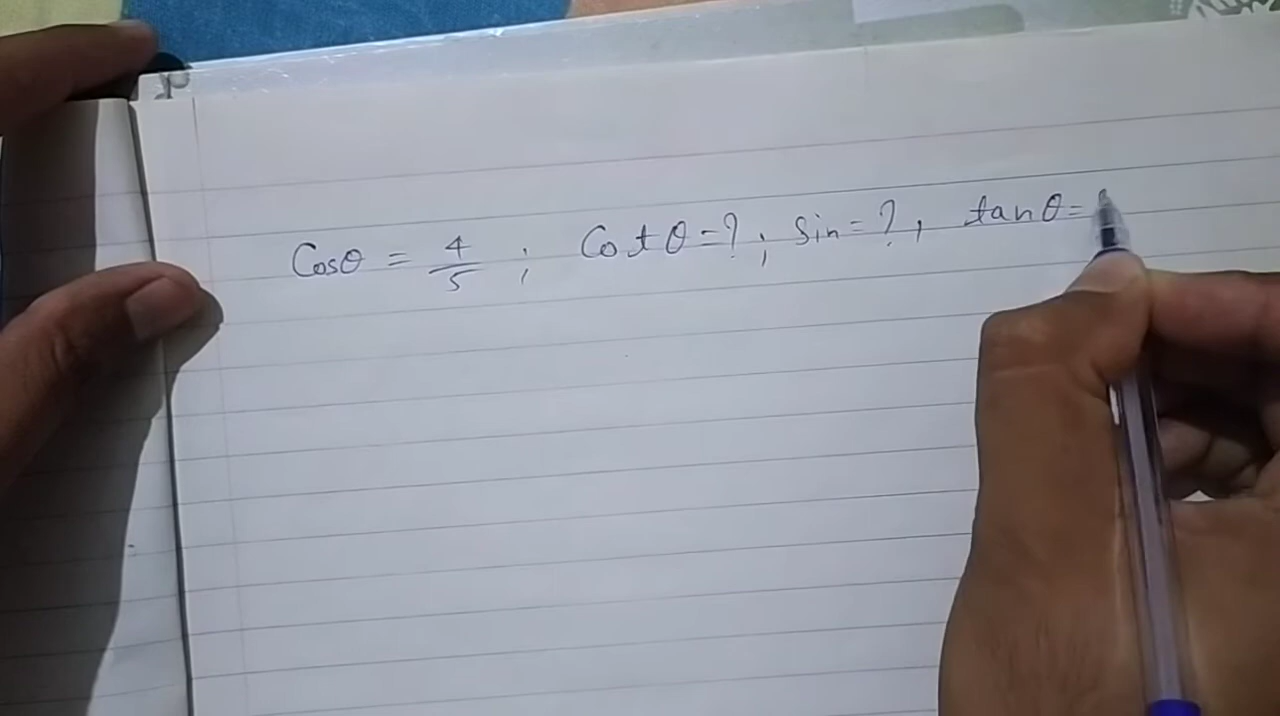 Cosθ = 4/5 ; Cot θ = ? ; Sin = ? , tan θ =